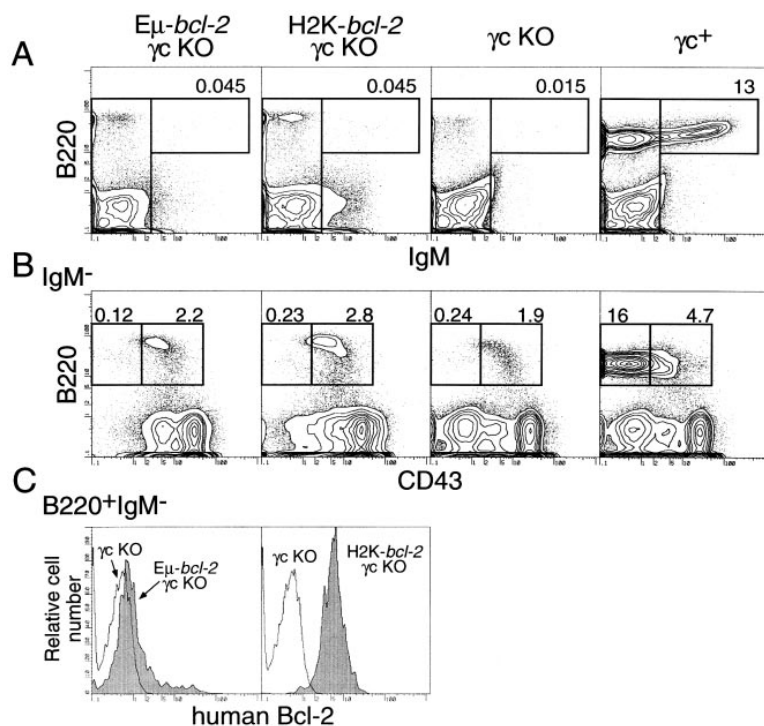 A
Eμ-bcl-2
γc KO
H2K-bcl-2
γc KO
γc KO
γc+
0.045
0.045
0.015
13
B220
IgM
B
IgM-
0.12 2.2
0.23 2.8
0.24 1.9
16 4.7
B220
CD43
C
B220+IgM-
γc KO
Eμ-bcl-2
γc KO
γc KO
H2K-bcl-2
γc KO
Relative cell
number
human Bcl-2